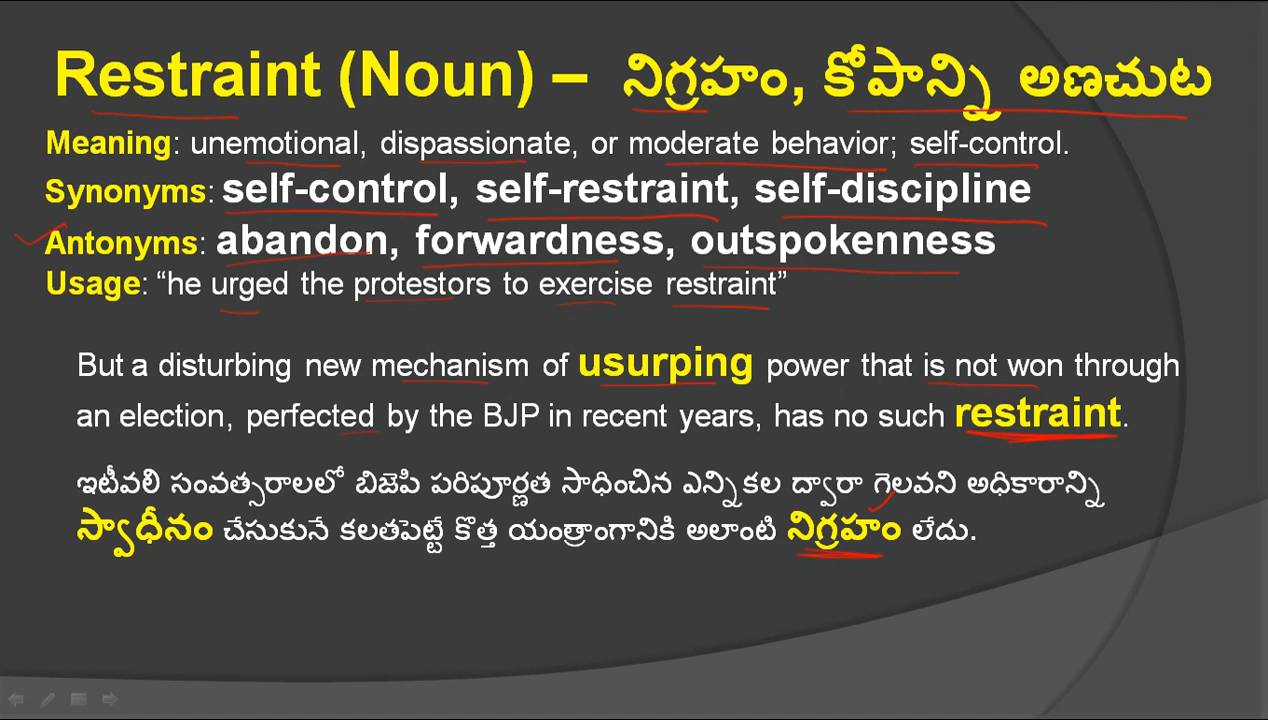 Restraint (Noun) – నిగ్రహం, కోపాన్ని అణచుట
Meaning: unemotional, dispassionate, or moderate behavior; self-control.
Synonyms: self-control, self-restraint, self-discipline
Antonyms: abandon, forwardness, outspokenness
Usage: “he urged the protestors to exercise restraint”
But a disturbing new mechanism of usurping power that is not won through
an election, perfected by the BJP in recent years, has no such restraint.
ఇటీవలి సంవత్సరాలలో బిజెపి పరిపూర్ణత సాధించిన ఎన్నికల ద్వారా గెలవని అధికారాన్ని
స్వాధీనం చేసుకునే కలతపెట్టే కొత్త యంత్రాంగానికి అలాంటి నిగ్రహం లేదు.